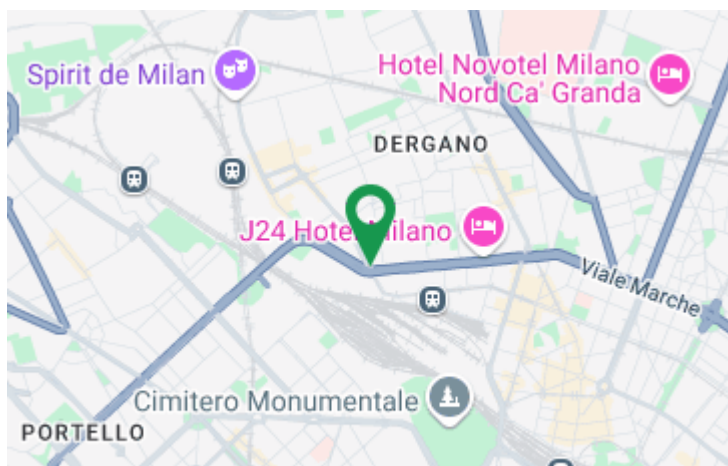 Spirit de Milan
Hotel Novotel Milano
Nord Ca' Granda
DERGANO
J24 Hotel Milano
Viale Marche
Cimitero Monumentale
PORTELLO